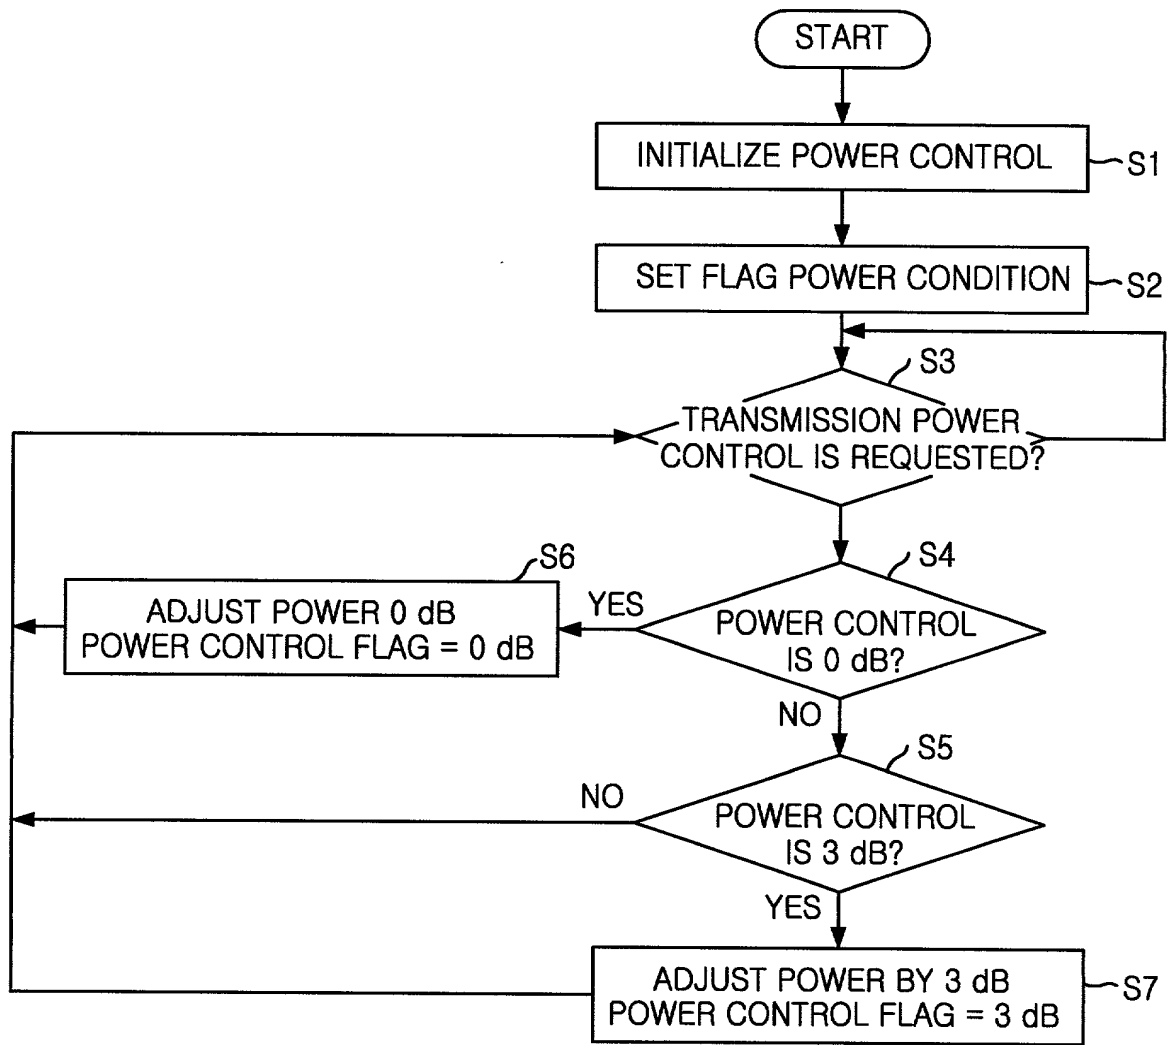 START
INITIALIZE POWER CONTROL
S1
SET FLAG POWER CONDITION
S2
S3
TRANSMISSION POWER
CONTROL IS REQUESTED?
S6
ADJUST POWER 0 dB
POWER CONTROL FLAG = 0 dB
YES
S4
POWER CONTROL
IS 0 dB?
NO
S5
NO
POWER CONTROL
IS 3 dB?
YES
ADJUST POWER BY 3 dB
POWER CONTROL FLAG = 3 dB
S7